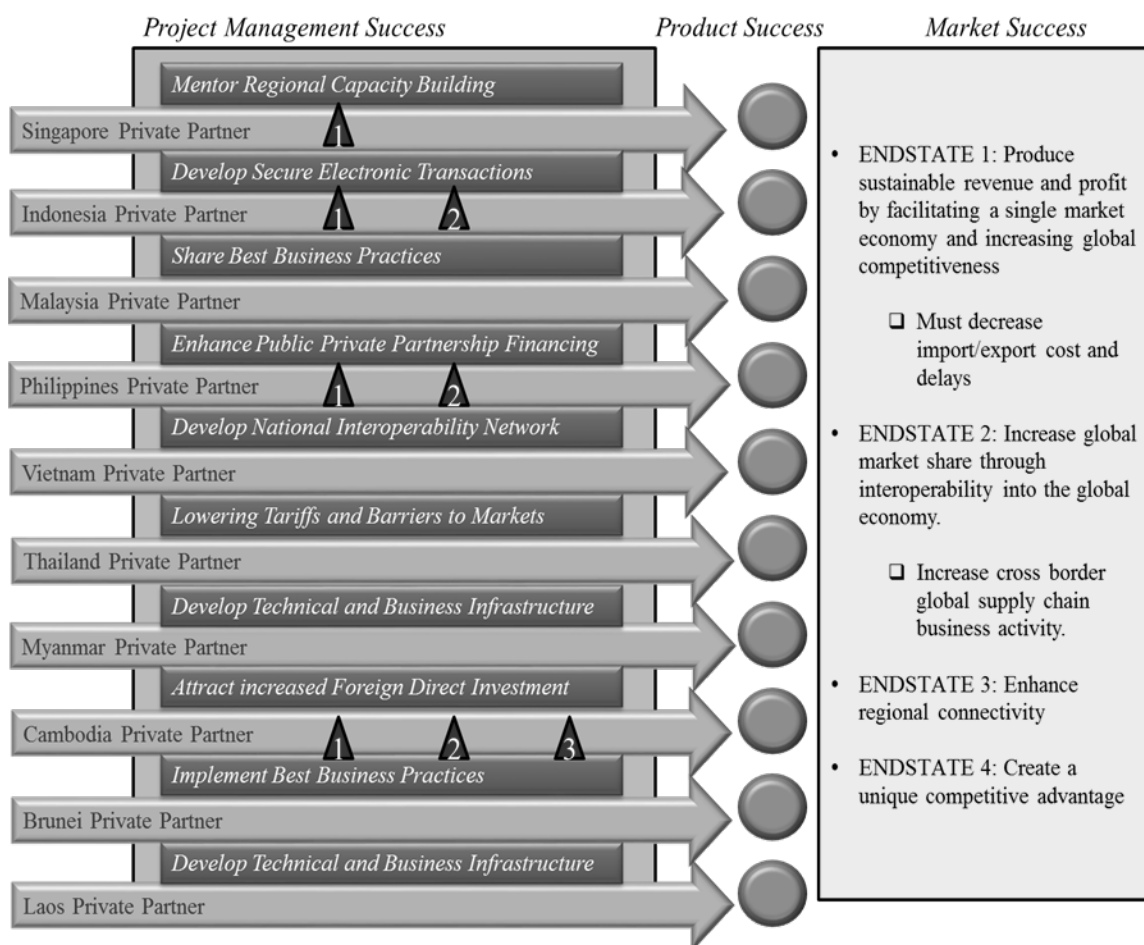 Project Management Success
Product Success
Market Success
Mentor Regional Capacity Building
Singapore Private Partner
1
Develop Secure Electronic Transactions
Indonesia Private Partner
1
2
Share Best Business Practices
Malaysia Private Partner
Enhance Public Private Partnership Financing
Philippines Private Partner
1
2
Develop National Interoperability Network
Vietnam Private Partner
Lowering Tariffs and Barriers to Markets
Thailand Private Partner
Develop Technical and Business Infrastructure
Myanmar Private Partner
Attract increased Foreign Direct Investment
Cambodia Private Partner
1
2
3
Implement Best Business Practices
Brunei Private Partner
Develop Technical and Business Infrastructure
Laos Private Partner
• ENDSTATE 1: Produce
sustainable revenue and profit
by facilitating a single market
economy and increasing global
competitiveness
❑ Must decrease
import/export cost and
delays
• ENDSTATE 2: Increase global
market share through
interoperability into the global
economy.
❑ Increase cross border
global supply chain
business activity.
• ENDSTATE 3: Enhance
regional connectivity
• ENDSTATE 4: Create a
unique competitive advantage